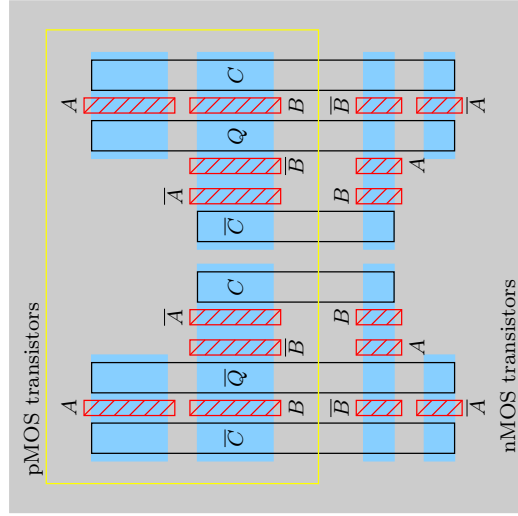 pMOS transistors
A A
A̅ A̅
C̅ Q̅ C C̅ Q C
B B̅ B̅ B
B̅ B B B̅
A A
A̅ A̅
nMOS transistors